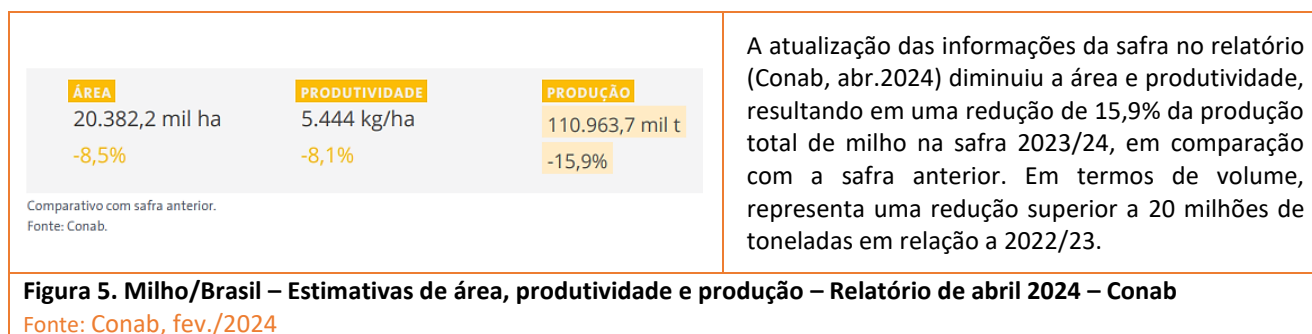 ÁREA
20.382,2 mil ha
-8,5%
PRODUTIVIDADE
5.444 kg/ha
-8,1%
PRODUÇÃO
110.963,7 mil t
-15,9%
Comparativo com safra anterior.
Fonte: Conab.
A atualização das informações da safra no relatório
(Conab, abr.2024) diminuiu a área e produtividade,
resultando em uma redução de 15,9% da produção
total de milho na safra 2023/24, em comparação
com a safra anterior. Em termos de volume,
representa uma redução superior a 20 milhões de
toneladas em relação a 2022/23.
Figura 5. Milho/Brasil – Estimativas de área, produtividade e produção – Relatório de abril 2024 – Conab
Fonte: Conab, fev./2024